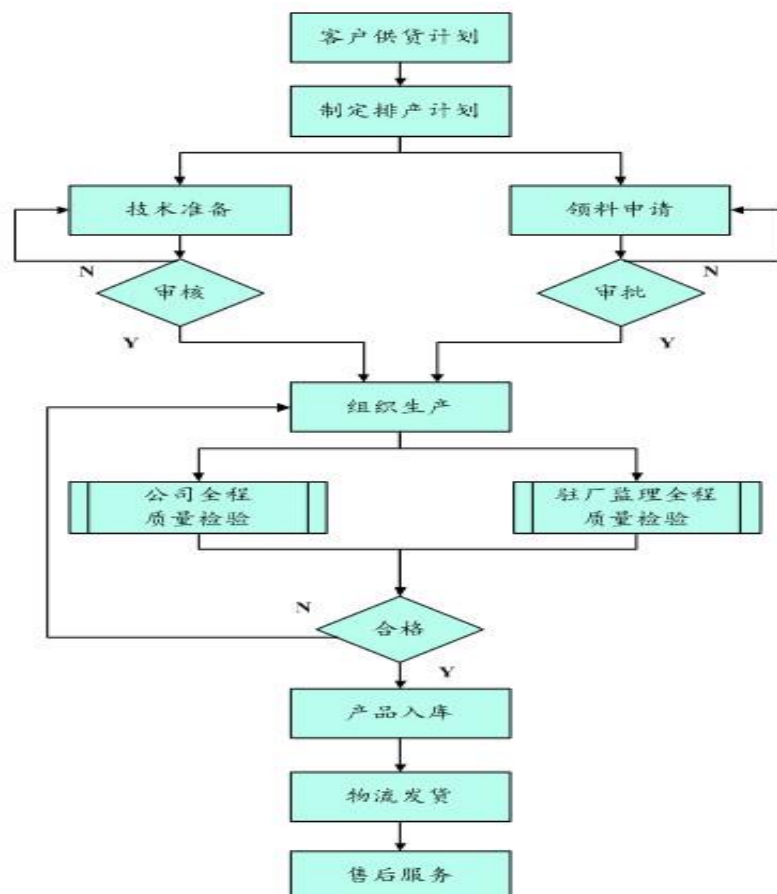 客户供货计划
制定排产计划
技术准备
领料申请
N
N
审核
审批
Y
Y
组织生产
公司全程
质量检验
驻厂监理全程
质量检验
N
合格
Y
产品入库
物流发货
售后服务